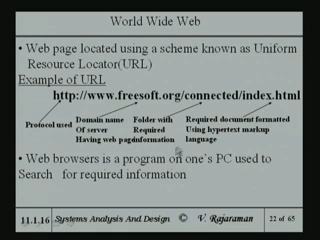 World Wide Web
• Web page located using a scheme known as Uniform
Resource Locator(URL)
Example of URL
http://www.freesoft.org/connected/index.html
Protocol used
Domain name
Of server
Having web page
Folder with
Required
information
Required document formatted
Using hypertext markup
language
• Web browsers is a program on one's PC used to
Search for required information
11.1.16 Systems Analysis And Design © V. Rajaraman 22 of 65